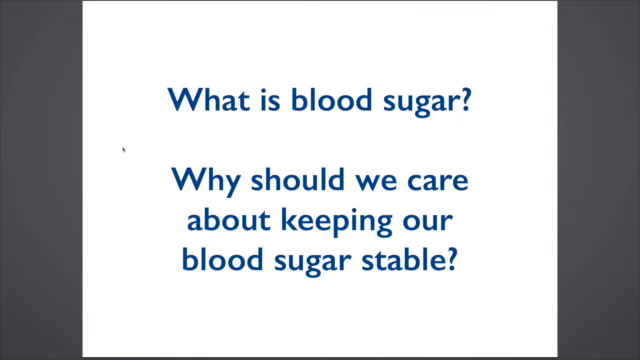 What is blood sugar?
Why should we care
about keeping our
blood sugar stable?